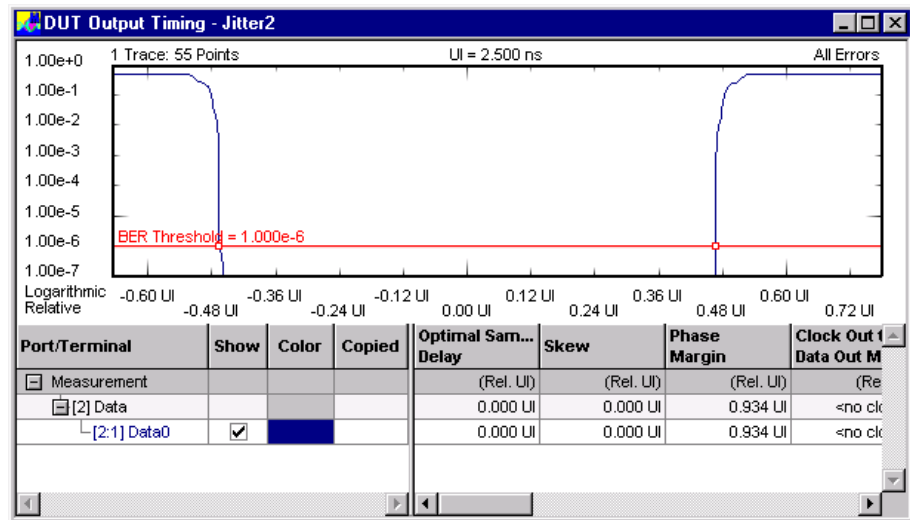 DUT Output Timing - Jitter2
1 Trace: 55 Points UI = 2.500 ns All Errors
1.00e+0
1.00e-1
1.00e-2
1.00e-3
1.00e-4
1.00e-5
1.00e-6
BER Threshold = 1.000e-6
1.00e-7
Logarithmic
Relative
-0.60 UI -0.36 UI -0.12 UI 0.12 UI 0.36 UI 0.60 UI
-0.48 UI -0.24 UI 0.00 UI 0.24 UI 0.48 UI 0.72 UI
Port/Terminal Show Color Copied Optimal Sam... Delay Skew Phase Margin Clock Out t Data Out M
Measurement (Rel. UI) (Rel. UI) (Rel. UI) (Re
[2] Data 0.000 UI 0.000 UI 0.934 UI <no clo
[2:1] Data0 0.000 UI 0.000 UI 0.934 UI <no clo